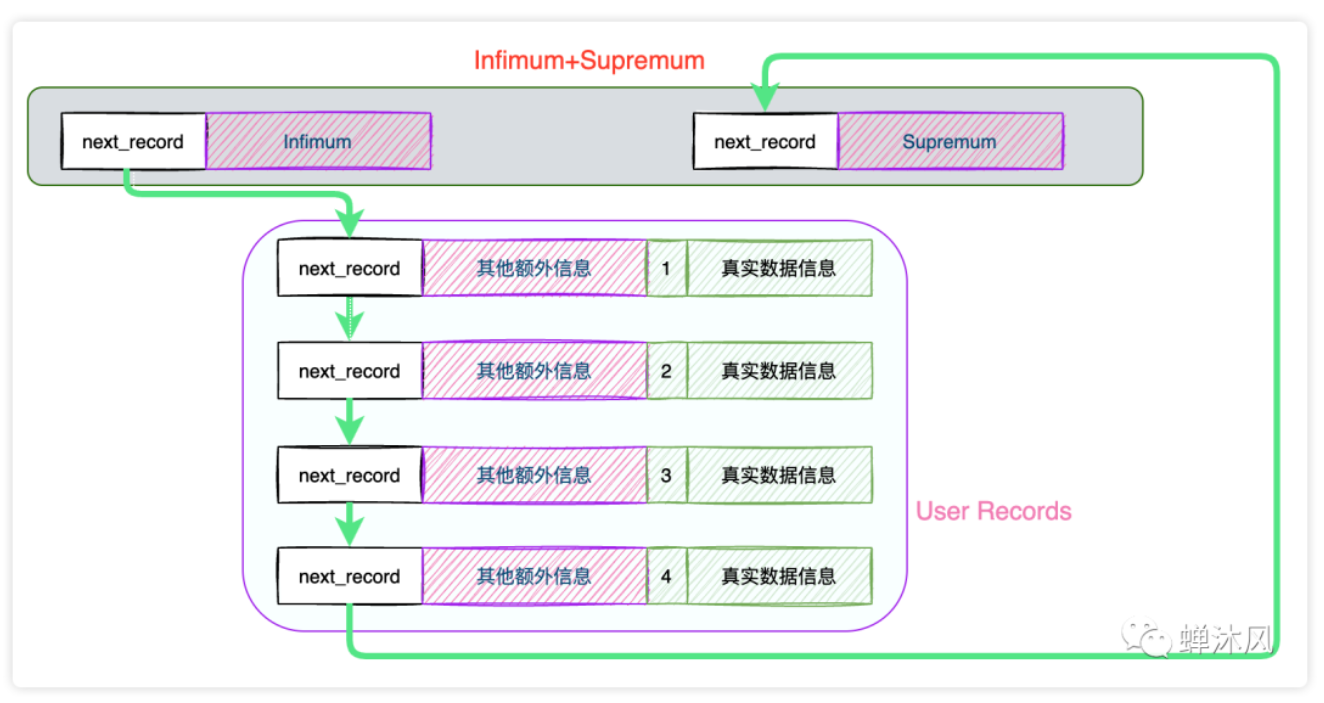 Infimum+Supremum
next_record Infimum next_record Supremum
next_record 其他额外信息 1 真实数据信息
next_record 其他额外信息 2 真实数据信息
next_record 其他额外信息 3 真实数据信息
User Records
next_record 其他额外信息 4 真实数据信息
蝉沐风